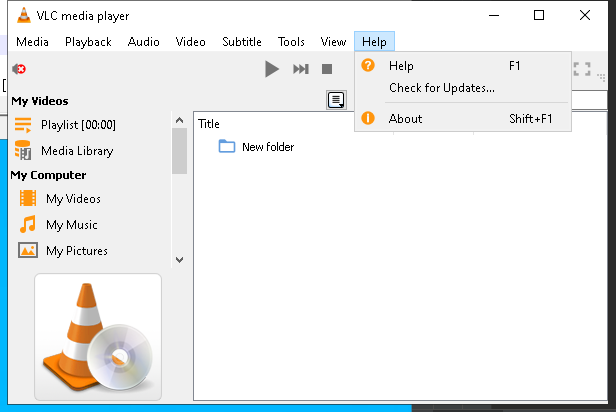 VLC media player
Media Playback Audio Video Subtitle Tools View Help
Help F1
Check for Updates...
About Shift+F1
My Videos
Playlist [00:00]
Media Library
My Computer
My Videos
My Music
My Pictures
Title
New folder